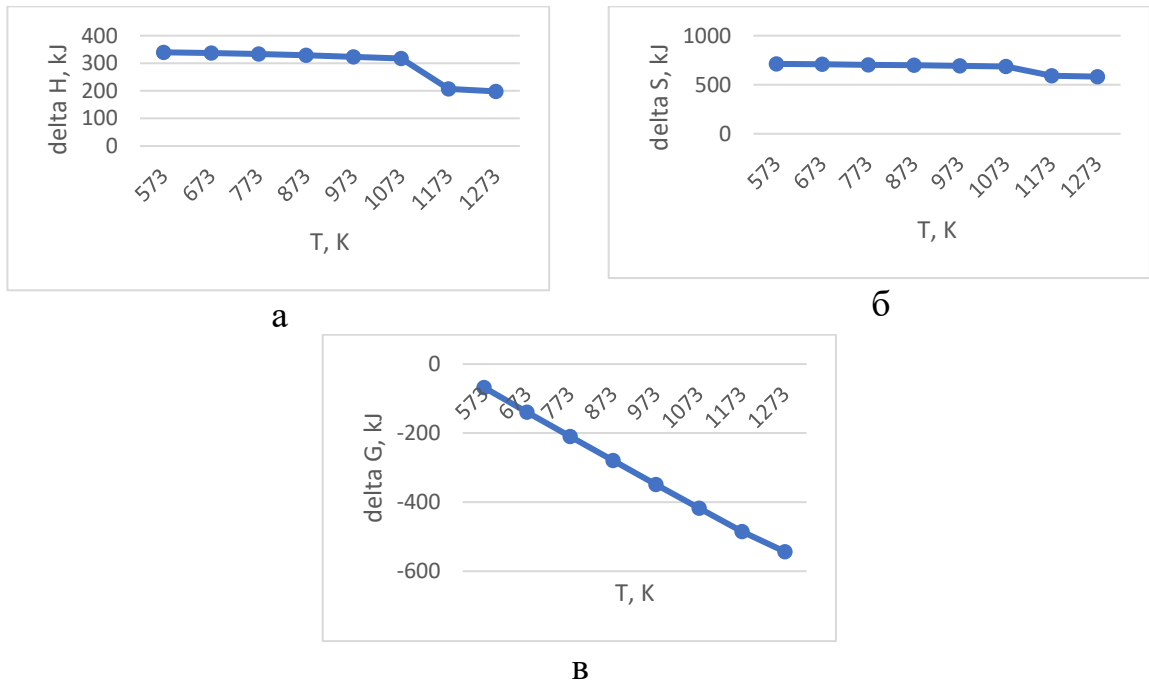 delta H, kJ
400
300
200
100
0
573 673 773 873 973 1073 1173 1273
T, K
а
delta S, kJ
1000
500
0
573 673 773 873 973 1073 1173 1273
T, K
б
delta G, kJ
0
-200
-400
-600
573 673 773 873 973 1073 1173 1273
T, K
в